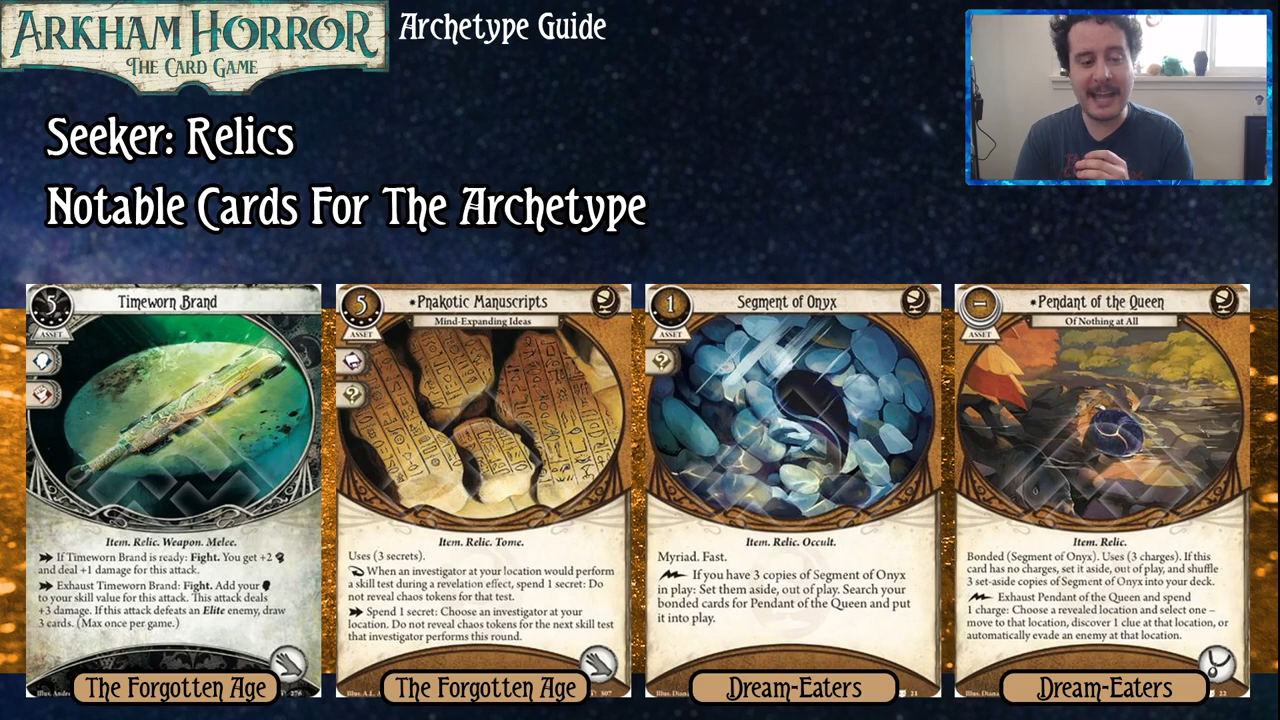 ARKHAM HORROR
THE CARD GAME
Archetype Guide
Seeker: Relics
Notable Cards For The Archetype
5
Timeworn Brand
ASSET
Item. Relic. Weapon. Melee.
If Timeworn Brand is ready: Fight. You get +2
and deal +1 damage for this attack.
Exhaust Timeworn Brand: Fight. Add your
to your skill value for this attack. This attack deals
+3 damage. If this attack defeats an Elite enemy, draw
3 cards. (Max once per game.)
The Forgotten Age
276
5
Pnakotic Manuscripts
Mind-Expanding Ideas
ASSET
Item. Relic. Tome.
Uses (3 secrets).
When an investigator at your location would perform
a skill test during a revelation effect, spend 1 secret: Do
not reveal chaos tokens for that test.
Spend 1 secret: Choose an investigator at your
location. Do not reveal chaos tokens for the next skill test
that investigator performs this round.
The Forgotten Age
307
1
Segment of Onyx
ASSET
Item. Relic. Occult.
Myriad. Fast.
If you have 3 copies of Segment of Onyx
in play: Set them aside, out of play. Search your
bonded cards for Pendant of the Queen and put
it into play.
Illus. Dian
Dream-Eaters
21
–
Pendant of the Queen
Of Nothing at All
ASSET
Item. Relic.
Bonded (Segment of Onyx). Uses (3 charges). If this
card has no charges, set it aside, out of play, and shuffle
3 set-aside copies of Segment of Onyx into your deck.
Exhaust Pendant of the Queen and spend
1 charge: Choose a revealed location and select one –
move to that location, discover 1 clue at that location, or
automatically evade an enemy at that location.
Illus. Dian
Dream-Eaters
22